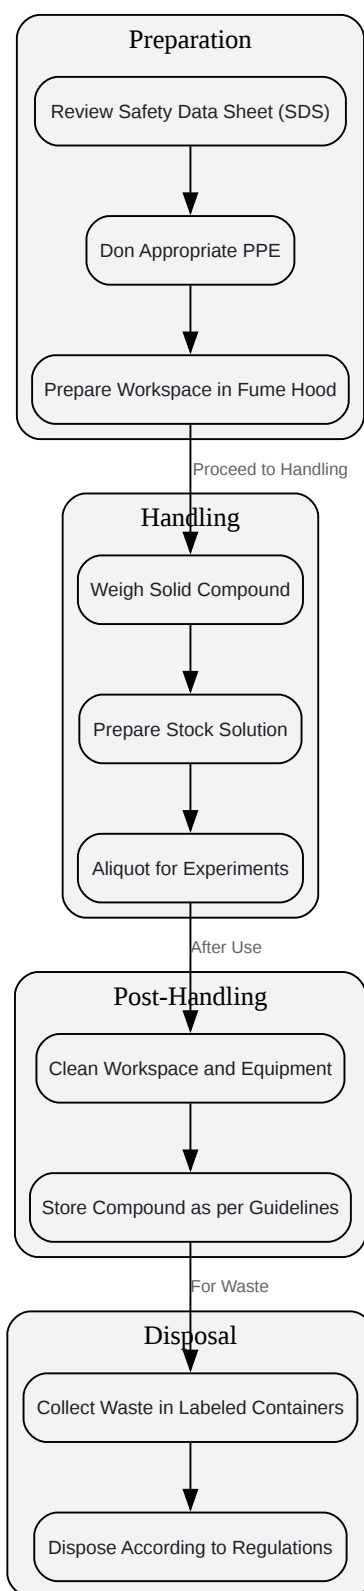 Preparation
Review Safety Data Sheet (SDS)
Don Appropriate PPE
Prepare Workspace in Fume Hood
Proceed to Handling
Handling
Weigh Solid Compound
Prepare Stock Solution
Aliquot for Experiments
After Use
Post-Handling
Clean Workspace and Equipment
Store Compound as per Guidelines
For Waste
Disposal
Collect Waste in Labeled Containers
Dispose According to Regulations